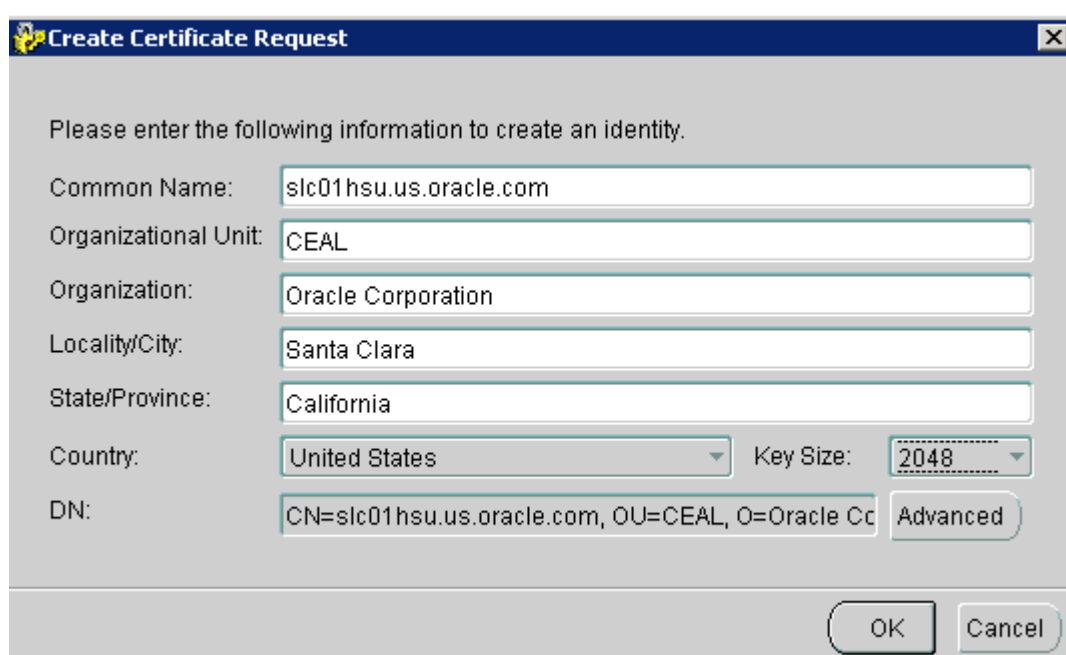 Create Certificate Request
Please enter the following information to create an identity.
Common Name: slc01hsu.us.oracle.com
Organizational Unit: CEAL
Organization: Oracle Corporation
Locality/City: Santa Clara
State/Province: California
Country: United States Key Size: 2048
DN: CN=slc01hsu.us.oracle.com, OU=CEAL, O=Oracle Co Advanced
OK Cancel